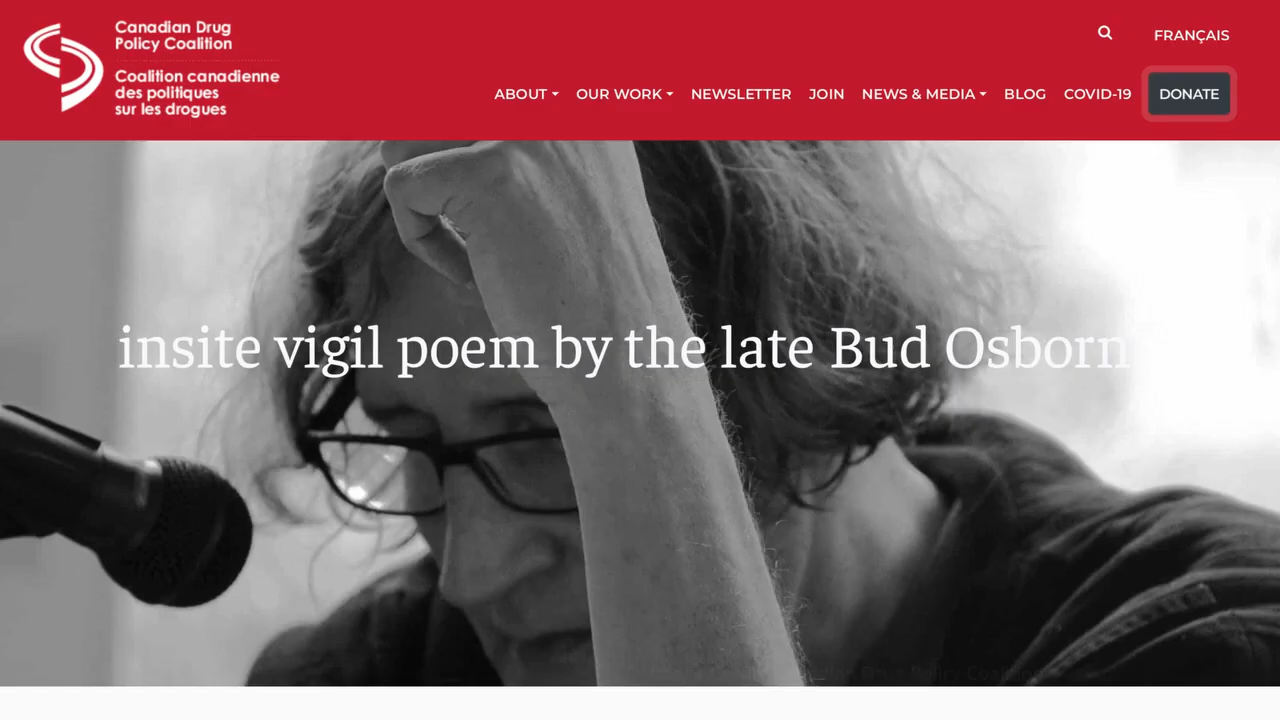 Canadian Drug
Policy Coalition
Coalition canadienne
des politiques
sur les drogues
FRANÇAIS
ABOUT OUR WORK NEWSLETTER JOIN NEWS & MEDIA BLOG COVID-19 DONATE
insite vigil poem by the late Bud Osborn